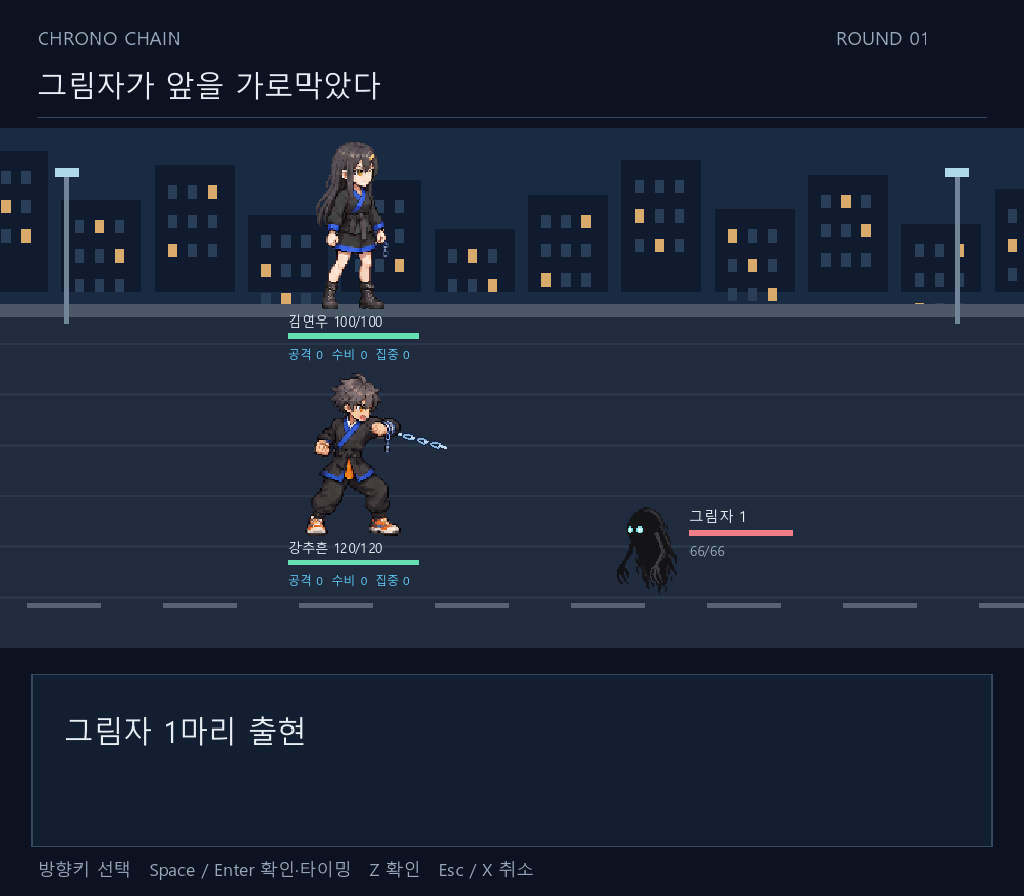 CHRONO CHAIN
ROUND 01
그림자가 앞을 가로막았다
김연우 100/100
공격 0 수비 0 집중 0
강추흔 120/120
공격 0 수비 0 집중 0
그림자 1
66/66
그림자 1마리 출현
방향키 선택 Space / Enter 확인·타이밍 Z 확인 Esc / X 취소